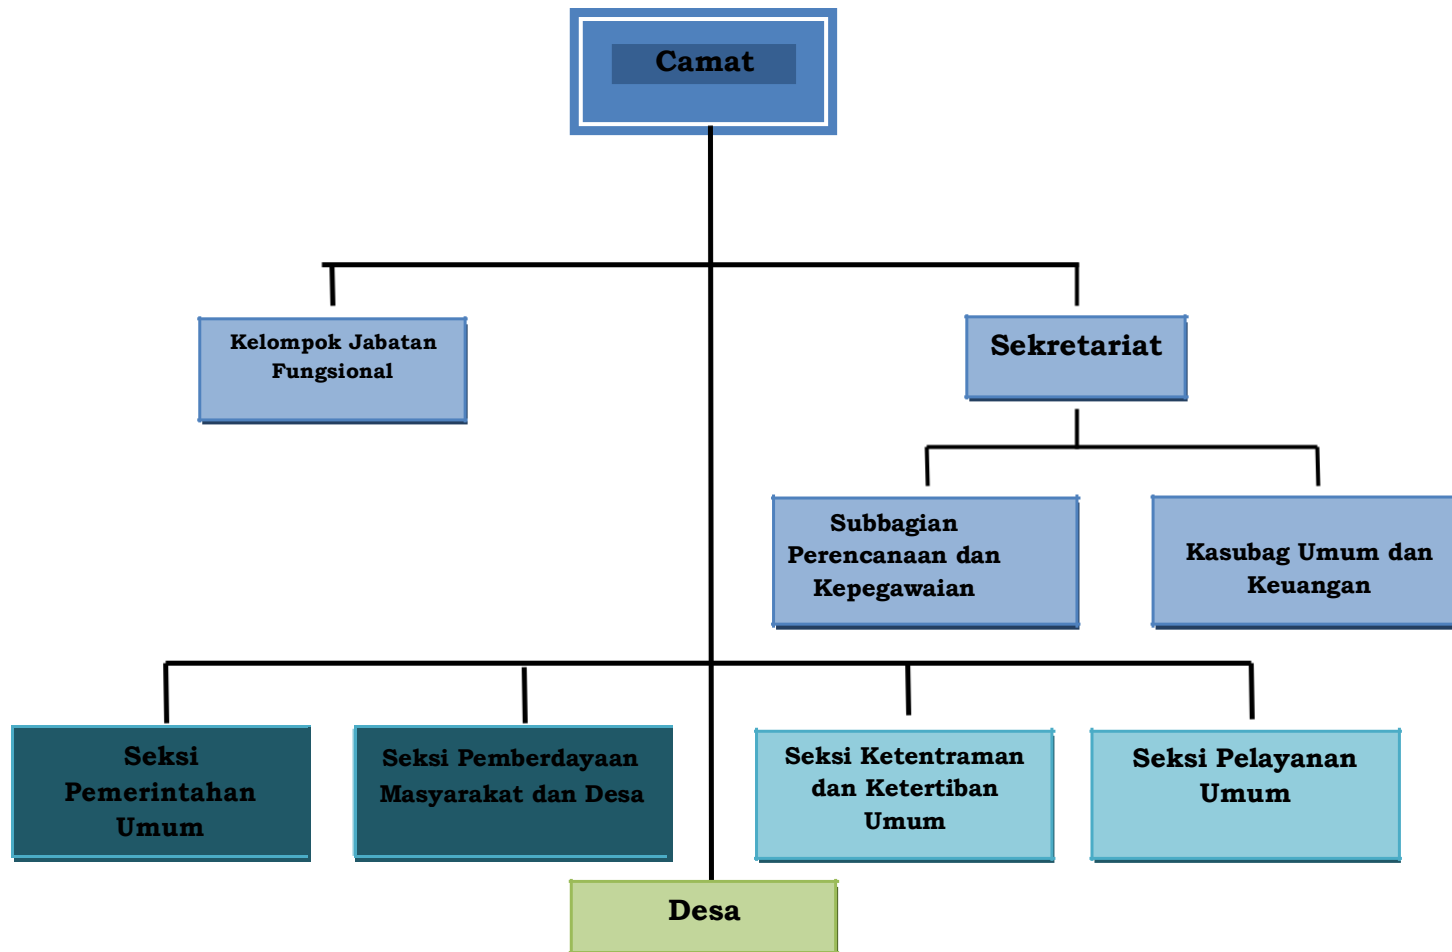 Camat
Kelompok Jabatan
Fungsional
Sekretariat
Subbagian
Perencanaan dan
Kepegawaian
Kasubag Umum dan
Keuangan
Seksi
Pemerintahan
Umum
Seksi Pemberdayaan
Masyarakat dan Desa
Seksi Ketentraman
dan Ketertiban
Umum
Seksi Pelayanan
Umum
Desa